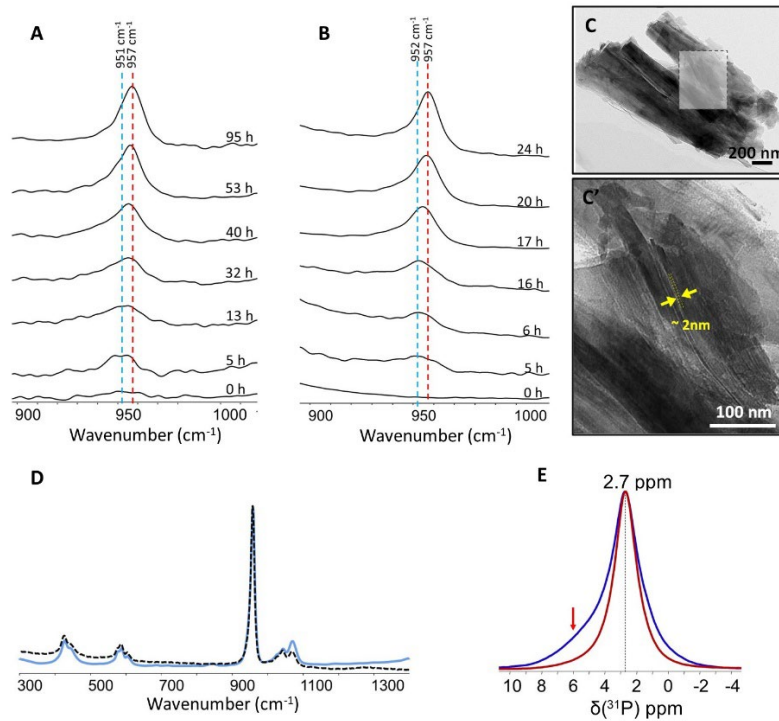 A
951 cm⁻¹
957 cm⁻¹
95 h
53 h
40 h
32 h
13 h
5 h
0 h
900 950 1000
Wavenumber (cm⁻¹)
B
952 cm⁻¹
957 cm⁻¹
24 h
20 h
17 h
16 h
6 h
5 h
0 h
900 950 1000
Wavenumber (cm⁻¹)
C
200 nm
C'
~ 2nm
100 nm
D
300 500 700 900 1100 1300
Wavenumber (cm⁻¹)
E
2.7 ppm
10 8 6 4 2 0 -2 -4
δ(³¹P) ppm